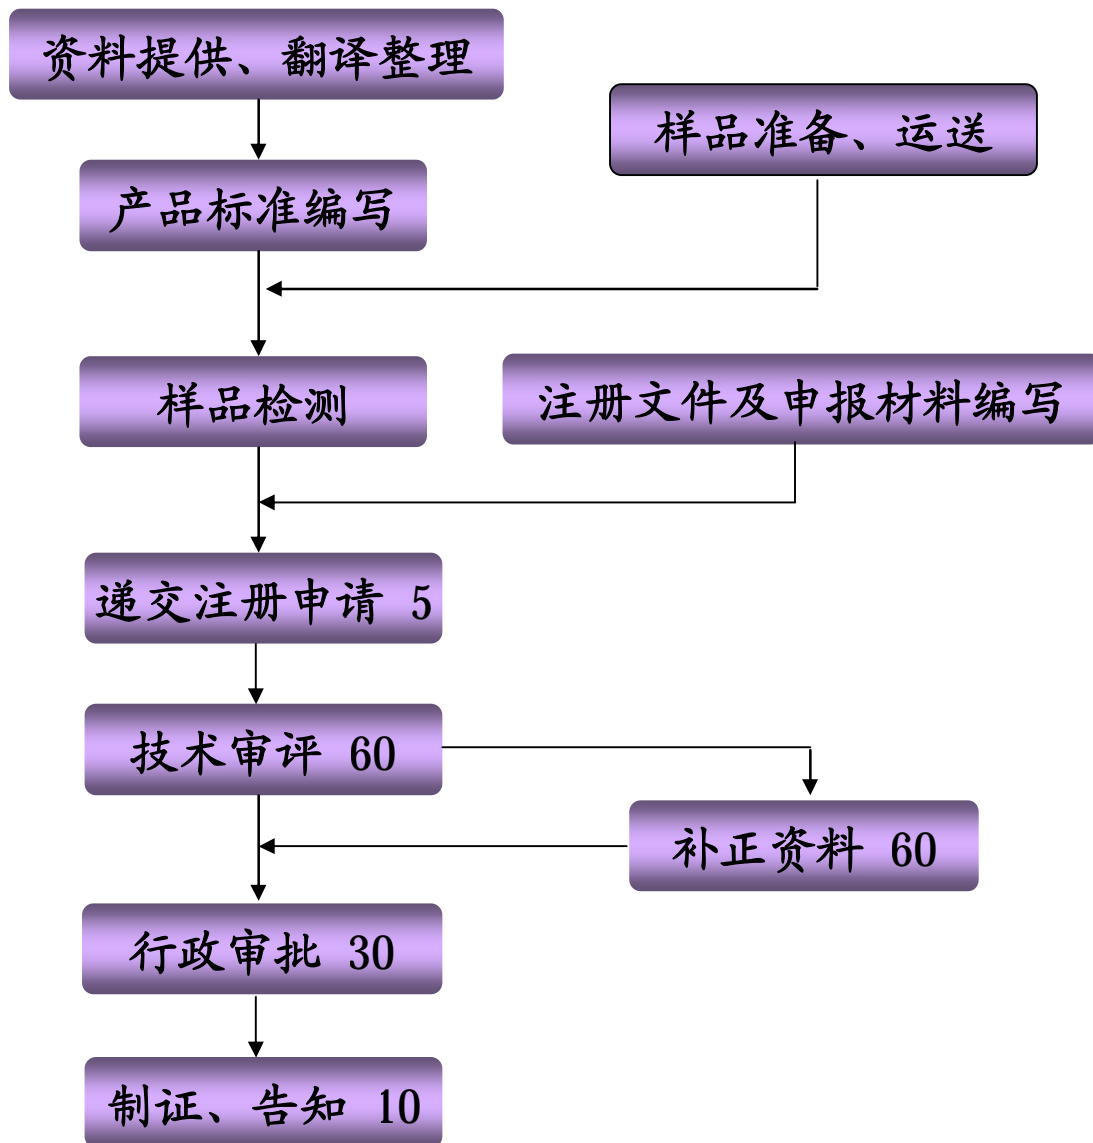 资料提供、翻译整理
样品准备、运送
产品标准编写
样品检测
注册文件及申报材料编写
递交注册申请 5
技术审评 60
补正资料 60
行政审批 30
制证、告知 10